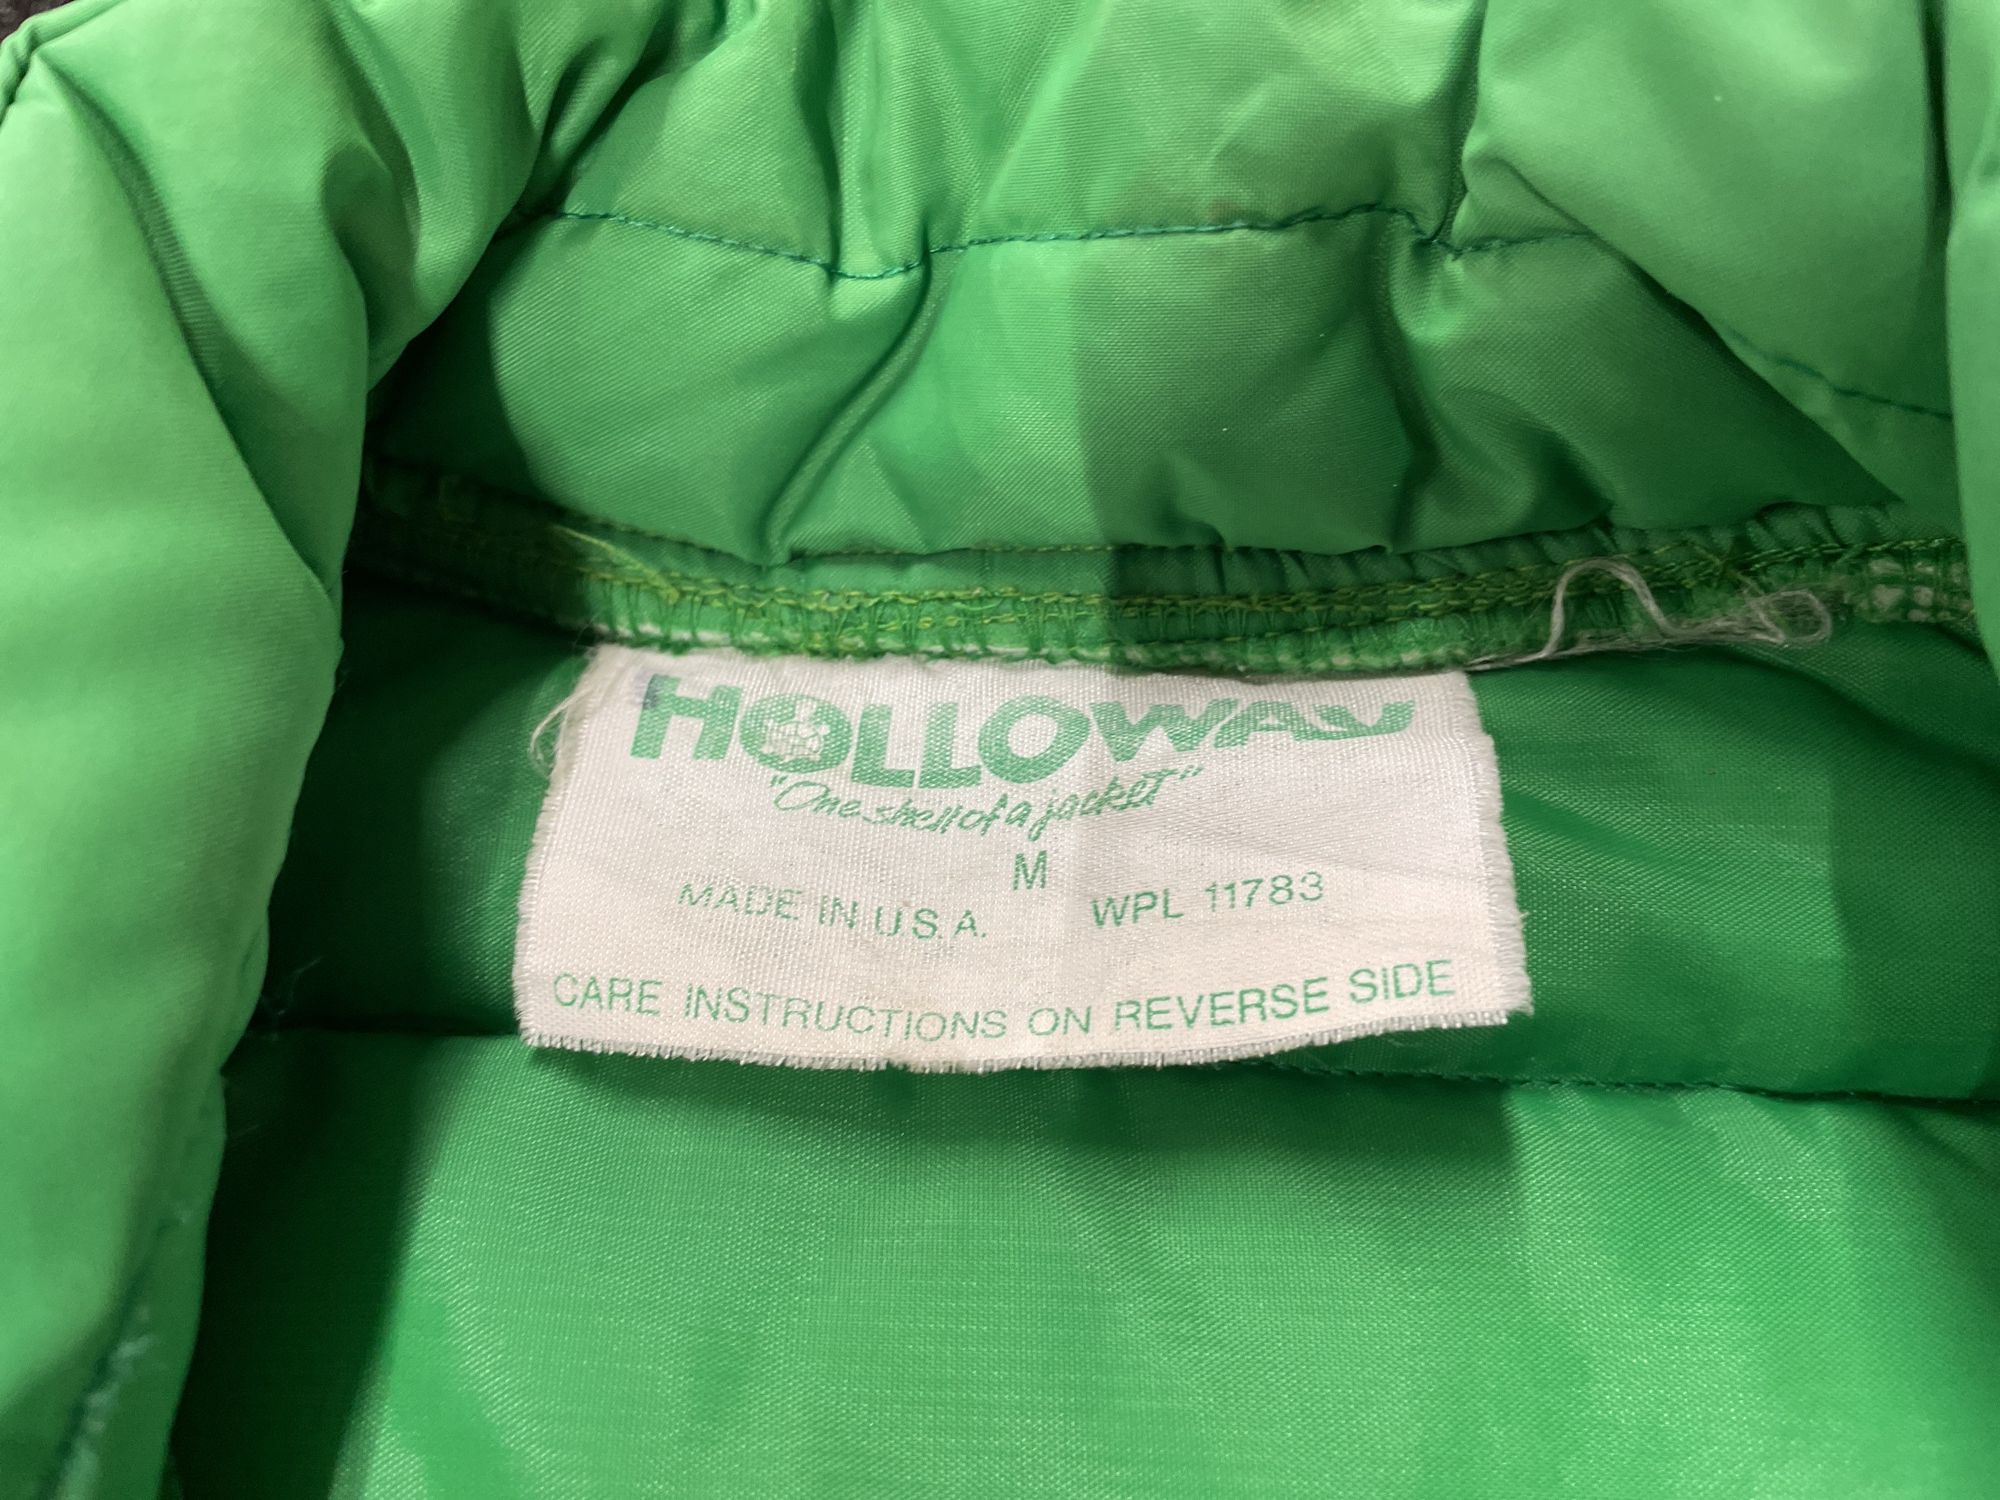 HOLLOWAY
"One shell of a jacket"
M
MADE IN U.S.A. WPL 11783
CARE INSTRUCTIONS ON REVERSE SIDE